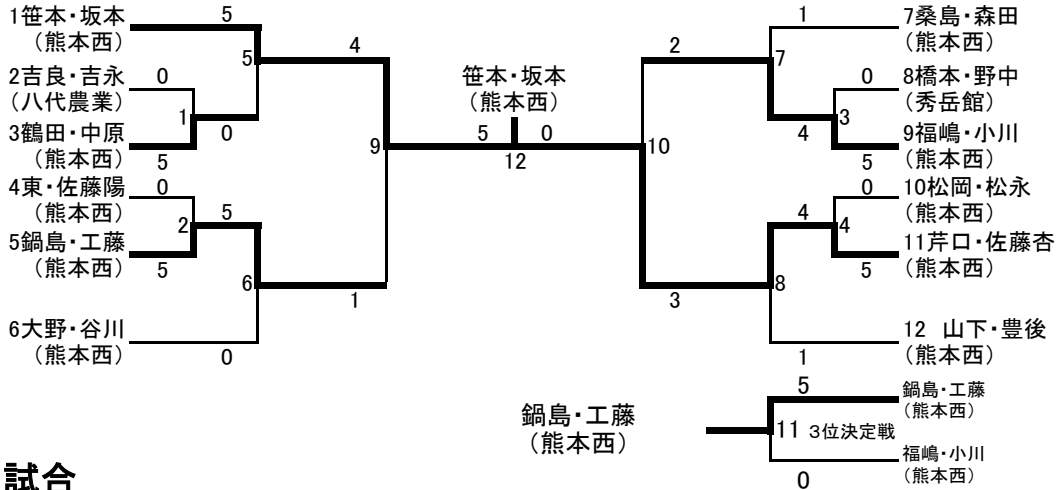 1笹本・坂本
（熊本西）
5
2吉良・吉永
（八代農業）
0
3鶴田・中原
（熊本西）
5
1
0
5
4東・佐藤陽
（熊本西）
0
5鍋島・工藤
（熊本西）
5
2
5
6
6大野・谷川
（熊本西）
0
4
9
1
笹本・坂本
（熊本西）
5 0
12
2
10
3
1
7桑島・森田
（熊本西）
7
0
8橋本・野中
（秀岳館）
3
4
9福嶋・小川
（熊本西）
5
0
10松岡・松永
（熊本西）
4
4
11芹口・佐藤杏
（熊本西）
5
8
12 山下・豊後
（熊本西）
1
鍋島・工藤
（熊本西）
5
鍋島・工藤
（熊本西）
11 3位決定戦
福嶋・小川
（熊本西）
0
試合